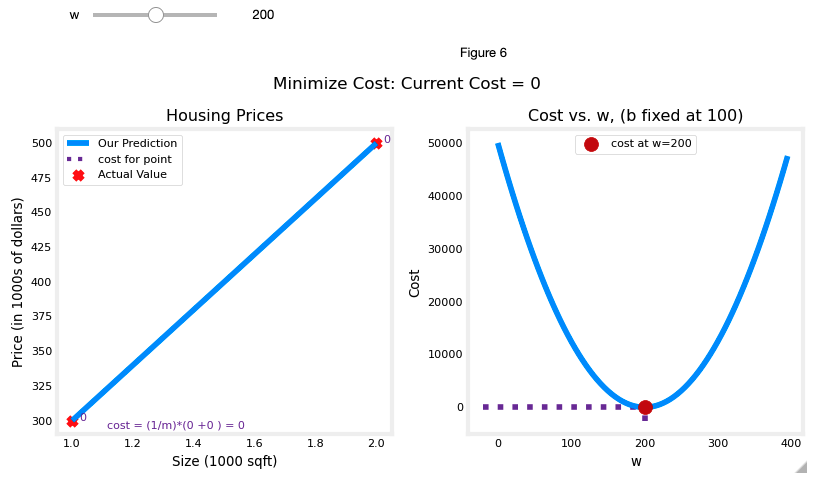 w 200
Figure 6
Minimize Cost: Current Cost = 0
Housing Prices
Our Prediction
cost for point
Actual Value
500
475
450
425
400
375
350
325
300
Price (in 1000s of dollars)
0
0
cost = (1/m)*(0 +0 ) = 0
1.0 1.2 1.4 1.6 1.8 2.0
Size (1000 sqft)
Cost vs. w, (b fixed at 100)
cost at w=200
50000
40000
30000
20000
10000
0
Cost
0 100 200 300 400
w